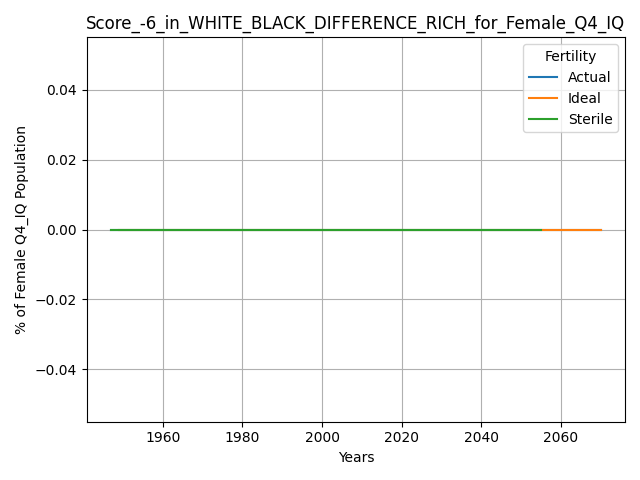 Score_-6_in_WHITE_BLACK_DIFFERENCE_RICH_for_Female_Q4_IQ
Fertility
Actual
Ideal
Sterile
% of Female Q4_IQ Population
0.04
0.02
0.00
−0.02
−0.04
1960 1980 2000 2020 2040 2060
Years